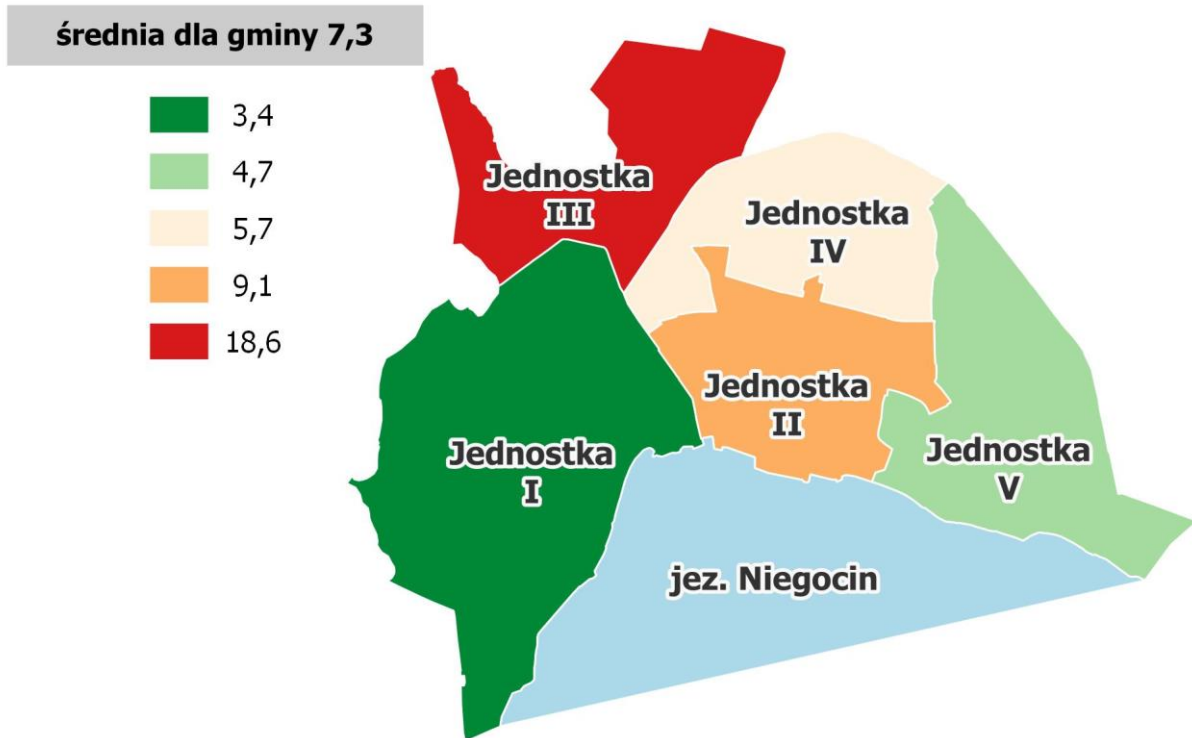 średnia dla gminy 7,3
3,4
4,7
5,7
9,1
18,6
Jednostka
III
Jednostka
IV
Jednostka
II
Jednostka
I
Jednostka
V
jez. Niegocin